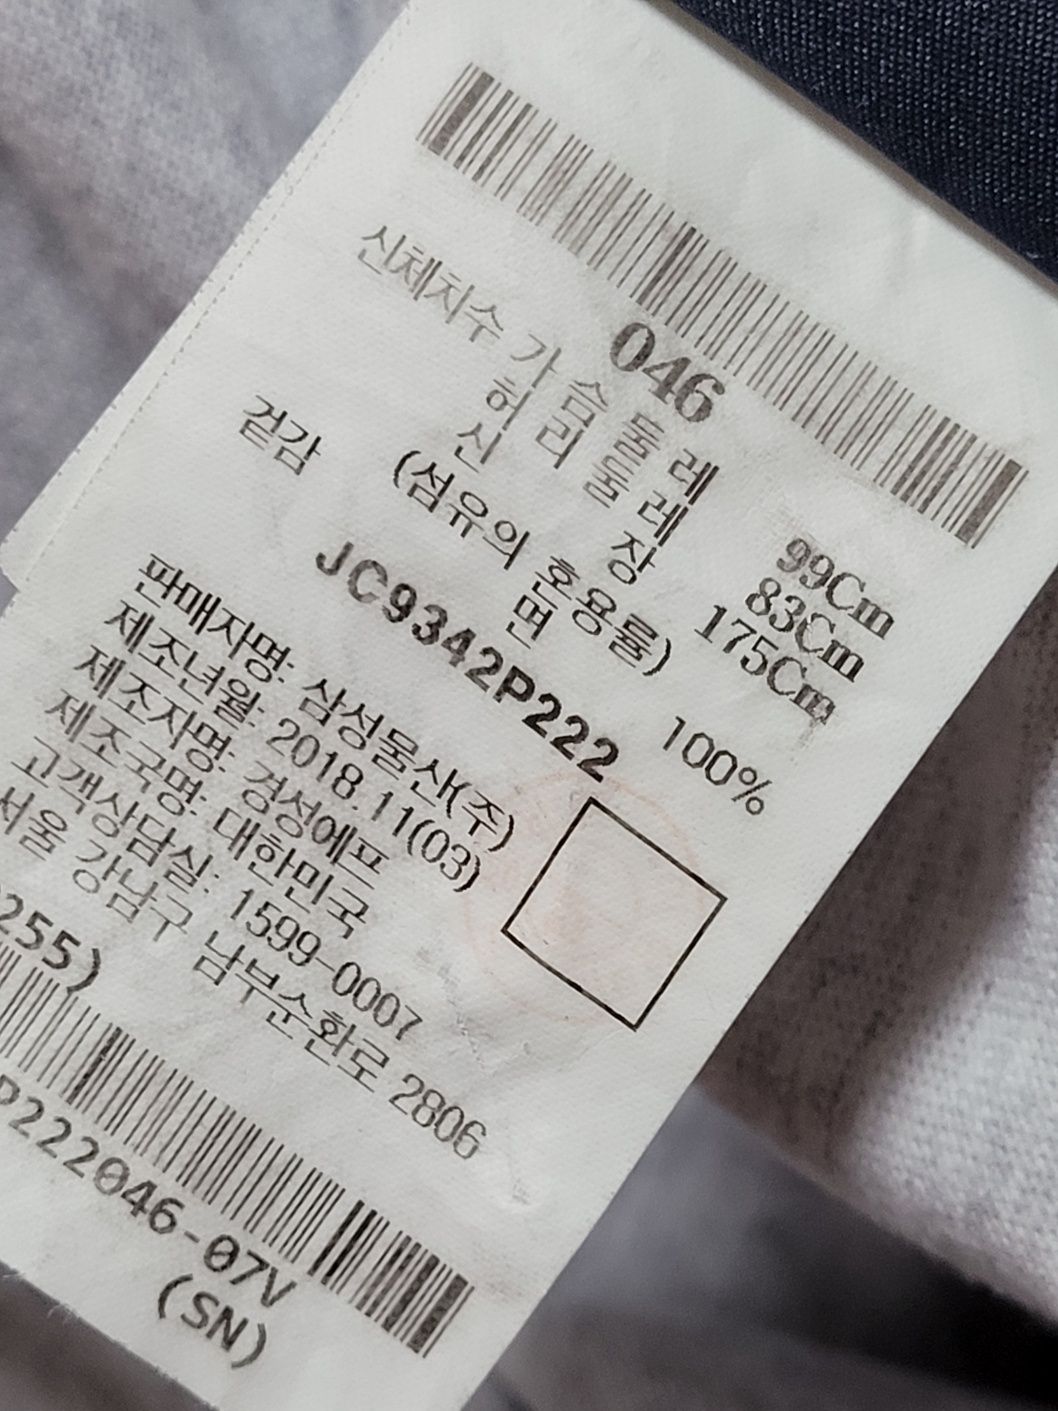 046
신체치수 가슴둘레 99Cm
허리둘레 83Cm
신장 175Cm
(섬유의 혼용률)
겉감 면 100%
JC9342P222
판매자명: 삼성물산(주)
제조년월: 2018.11(03)
제조자명: 경성에프
제조국명: 대한민국
고객상담실: 1599-0007
서울 강남구 남부순환로 2806
255)
P222046-07V
(SN)